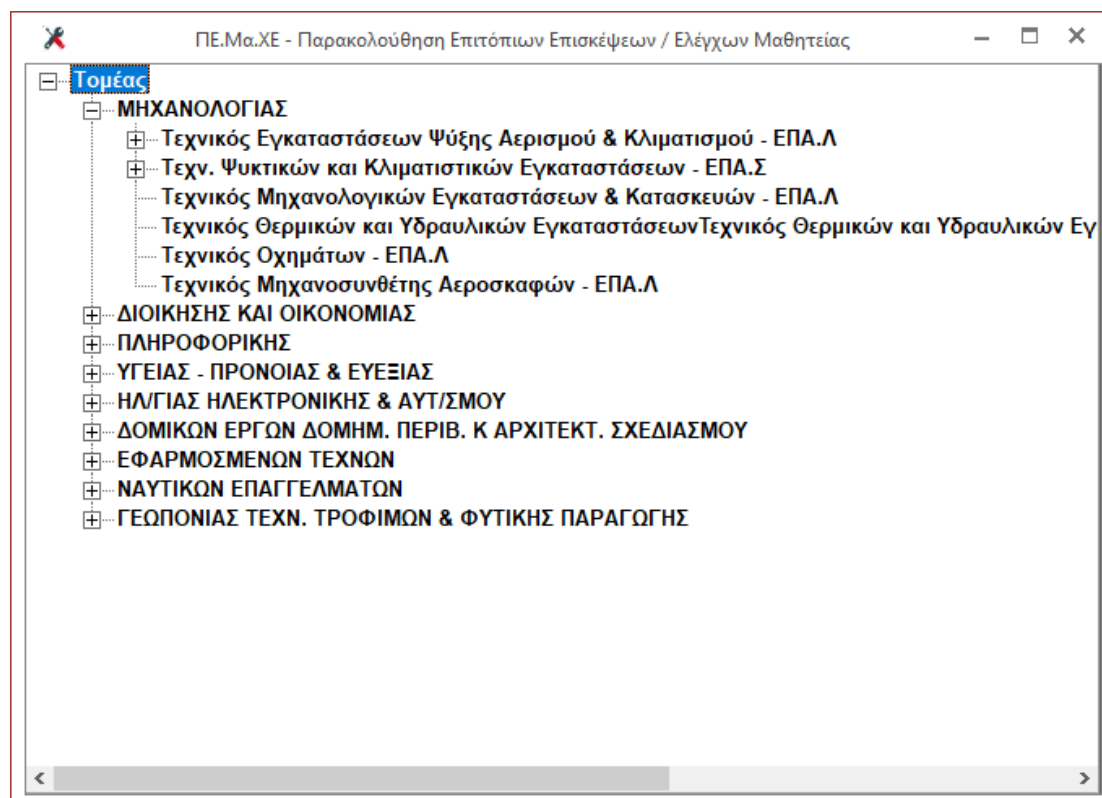 ΠΕ.Μα.ΧΕ - Παρακολούθηση Επιτόπιων Επισκέψεων / Ελέγχων Μαθητείας
Τομέας
ΜΗΧΑΝΟΛΟΓΙΑΣ
Τεχνικός Εγκαταστάσεων Ψύξης Αερισμού & Κλιματισμού - ΕΠΑ.Λ
Τεχν. Ψυκτικών και Κλιματιστικών Εγκαταστάσεων - ΕΠΑ.Σ
Τεχνικός Μηχανολογικών Εγκαταστάσεων & Κατασκευών - ΕΠΑ.Λ
Τεχνικός Θερμικών και Υδραυλικών ΕγκαταστάσεωνΤεχνικός Θερμικών και Υδραυλικών Εγ
Τεχνικός Οχημάτων - ΕΠΑ.Λ
Τεχνικός Μηχανοσυνθέτης Αεροσκαφών - ΕΠΑ.Λ
ΔΙΟΙΚΗΣΗΣ ΚΑΙ ΟΙΚΟΝΟΜΙΑΣ
ΠΛΗΡΟΦΟΡΙΚΗΣ
ΥΓΕΙΑΣ - ΠΡΟΝΟΙΑΣ & ΕΥΕΞΙΑΣ
ΗΛ/ΓΙΑΣ ΗΛΕΚΤΡΟΝΙΚΗΣ & ΑΥΤ/ΣΜΟΥ
ΔΟΜΙΚΩΝ ΕΡΓΩΝ ΔΟΜΗΜ. ΠΕΡΙΒ. Κ ΑΡΧΙΤΕΚΤ. ΣΧΕΔΙΑΣΜΟΥ
ΕΦΑΡΜΟΣΜΕΝΩΝ ΤΕΧΝΩΝ
ΝΑΥΤΙΚΩΝ ΕΠΑΓΓΕΛΜΑΤΩΝ
ΓΕΩΠΟΝΙΑΣ ΤΕΧΝ. ΤΡΟΦΙΜΩΝ & ΦΥΤΙΚΗΣ ΠΑΡΑΓΩΓΗΣ